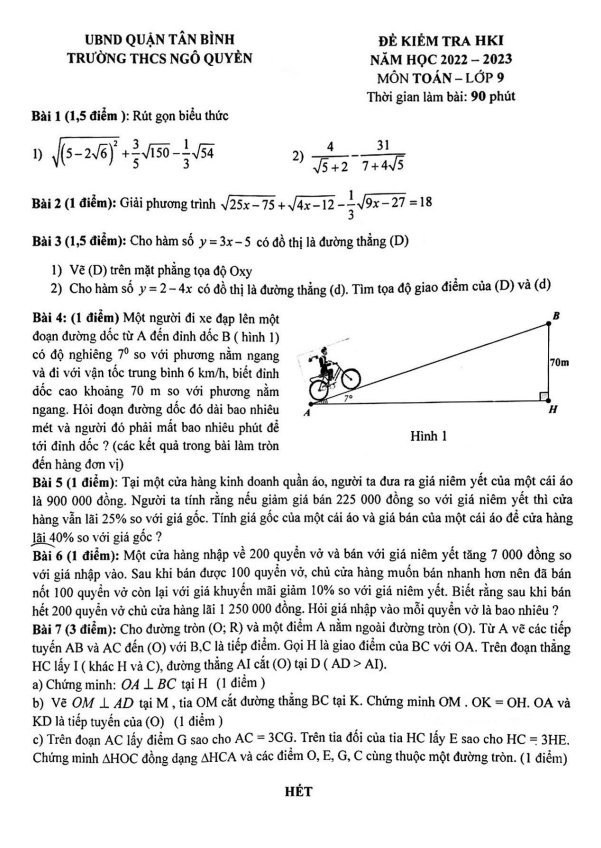 UBND QUẬN TÂN BÌNH
TRƯỜNG THCS NGÔ QUYỀN
ĐỀ KIỂM TRA HKI
NĂM HỌC 2022 – 2023
MÔN TOÁN – LỚP 9
Thời gian làm bài: 90 phút
Bài 1 (1,5 điểm ): Rút gọn biểu thức
1) √((5−2√6)²) + 3/5√150 − 1/3√54
2) 4/(√5+2) − 31/(7+4√5)
Bài 2 (1 điểm): Giải phương trình √(25x−75) + √(4x−12) − 1/3√(9x−27) = 18
Bài 3 (1,5 điểm): Cho hàm số y = 3x − 5 có đồ thị là đường thẳng (D)
1) Vẽ (D) trên mặt phẳng tọa độ Oxy
2) Cho hàm số y = 2 − 4x có đồ thị là đường thẳng (d). Tìm tọa độ giao điểm của (D) và (d)
Bài 4: (1 điểm) Một người đi xe đạp lên một
đoạn đường dốc từ A đến đỉnh dốc B ( hình 1)
có độ nghiêng 7⁰ so với phương nằm ngang
và đi với vận tốc trung bình 6 km/h, biết đỉnh
dốc cao khoảng 70 m so với phương nằm
ngang. Hỏi đoạn đường dốc đó dài bao nhiêu
mét và người đó phải mất bao nhiêu phút để
tới đỉnh dốc ? (các kết quả trong bài làm tròn
đến hàng đơn vị)
B
70m
7°
A
H
Hình 1
Bài 5 (1 điểm): Tại một cửa hàng kinh doanh quần áo, người ta đưa ra giá niêm yết của một cái áo
là 900 000 đồng. Người ta tính rằng nếu giảm giá bán 225 000 đồng so với giá niêm yết thì cửa
hàng vẫn lãi 25% so với giá gốc. Tính giá gốc của một cái áo và giá bán của một cái áo để cửa hàng
lãi 40% so với giá gốc ?
Bài 6 (1 điểm): Một cửa hàng nhập về 200 quyển vở và bán với giá niêm yết tăng 7 000 đồng so
với giá nhập vào. Sau khi bán được 100 quyển vở, chủ cửa hàng muốn bán nhanh hơn nên đã bán
nốt 100 quyển vở còn lại với giá khuyến mãi giảm 10% so với giá niêm yết. Biết rằng sau khi bán
hết 200 quyển vở chủ cửa hàng lãi 1 250 000 đồng. Hỏi giá nhập vào mỗi quyển vở là bao nhiêu ?
Bài 7 (3 điểm): Cho đường tròn (O; R) và một điểm A nằm ngoài đường tròn (O). Từ A vẽ các tiếp
tuyến AB và AC đến (O) với B,C là tiếp điểm. Gọi H là giao điểm của BC với OA. Trên đoạn thẳng
HC lấy I ( khác H và C), đường thẳng AI cắt (O) tại D ( AD > AI).
a) Chứng minh: OA ⊥ BC tại H (1 điểm )
b) Vẽ OM ⊥ AD tại M , tia OM cắt đường thẳng BC tại K. Chứng minh OM . OK = OH. OA và
KD là tiếp tuyến của (O) (1 điểm )
c) Trên đoạn AC lấy điểm G sao cho AC = 3CG. Trên tia đối của tia HC lấy E sao cho HC = 3HE.
Chứng minh ΔHOC đồng dạng ΔHCA và các điểm O, E, G, C cùng thuộc một đường tròn. (1 điểm)
HẾT